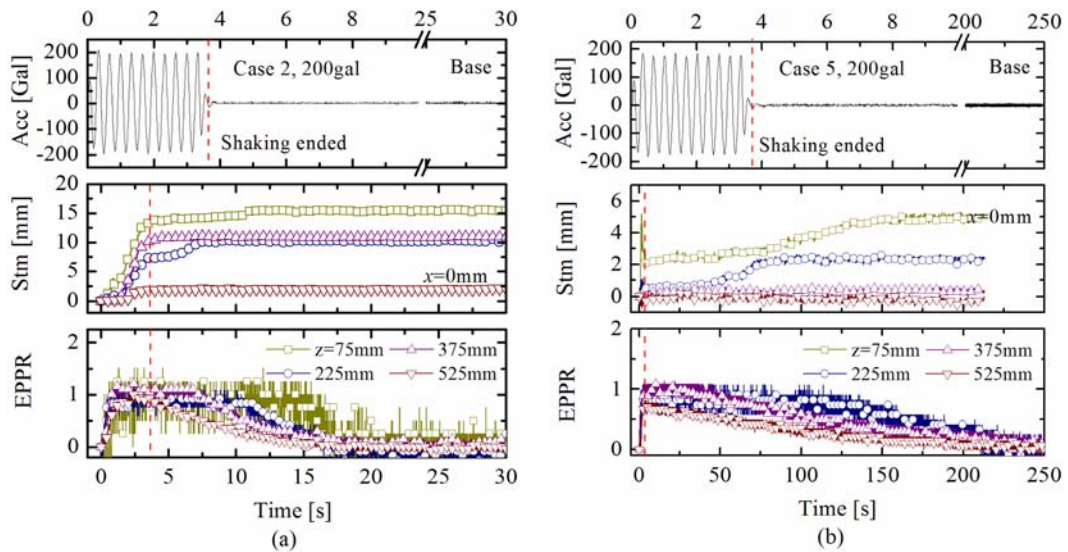 0 2 4 6 8 25 30
200
100
0
-100
-200
Acc [Gal]
Case 2, 200gal
Base
Shaking ended
20
15
10
5
0
Stm [mm]
x=0mm
2
1
0
EPPR
z=75mm 375mm
225mm 525mm
0 5 10 15 20 25 30
Time [s]
(a)
0 2 4 6 8 200 250
200
100
0
-100
-200
Acc [Gal]
Case 5, 200gal
Base
Shaking ended
6
4
2
0
Stm [mm]
x=0mm
2
1
0
EPPR
z=75mm 375mm
225mm 525mm
0 50 100 150 200 250
Time [s]
(b)